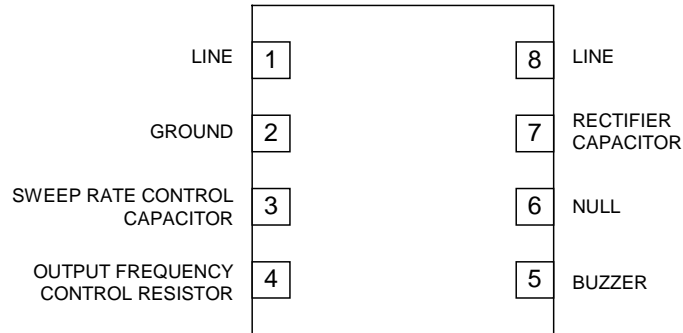 LINE 1 8 LINE
GROUND 2 7 RECTIFIER
CAPACITOR
SWEEP RATE CONTROL
CAPACITOR 3 6 NULL
OUTPUT FREQUENCY
CONTROL RESISTOR 4 5 BUZZER